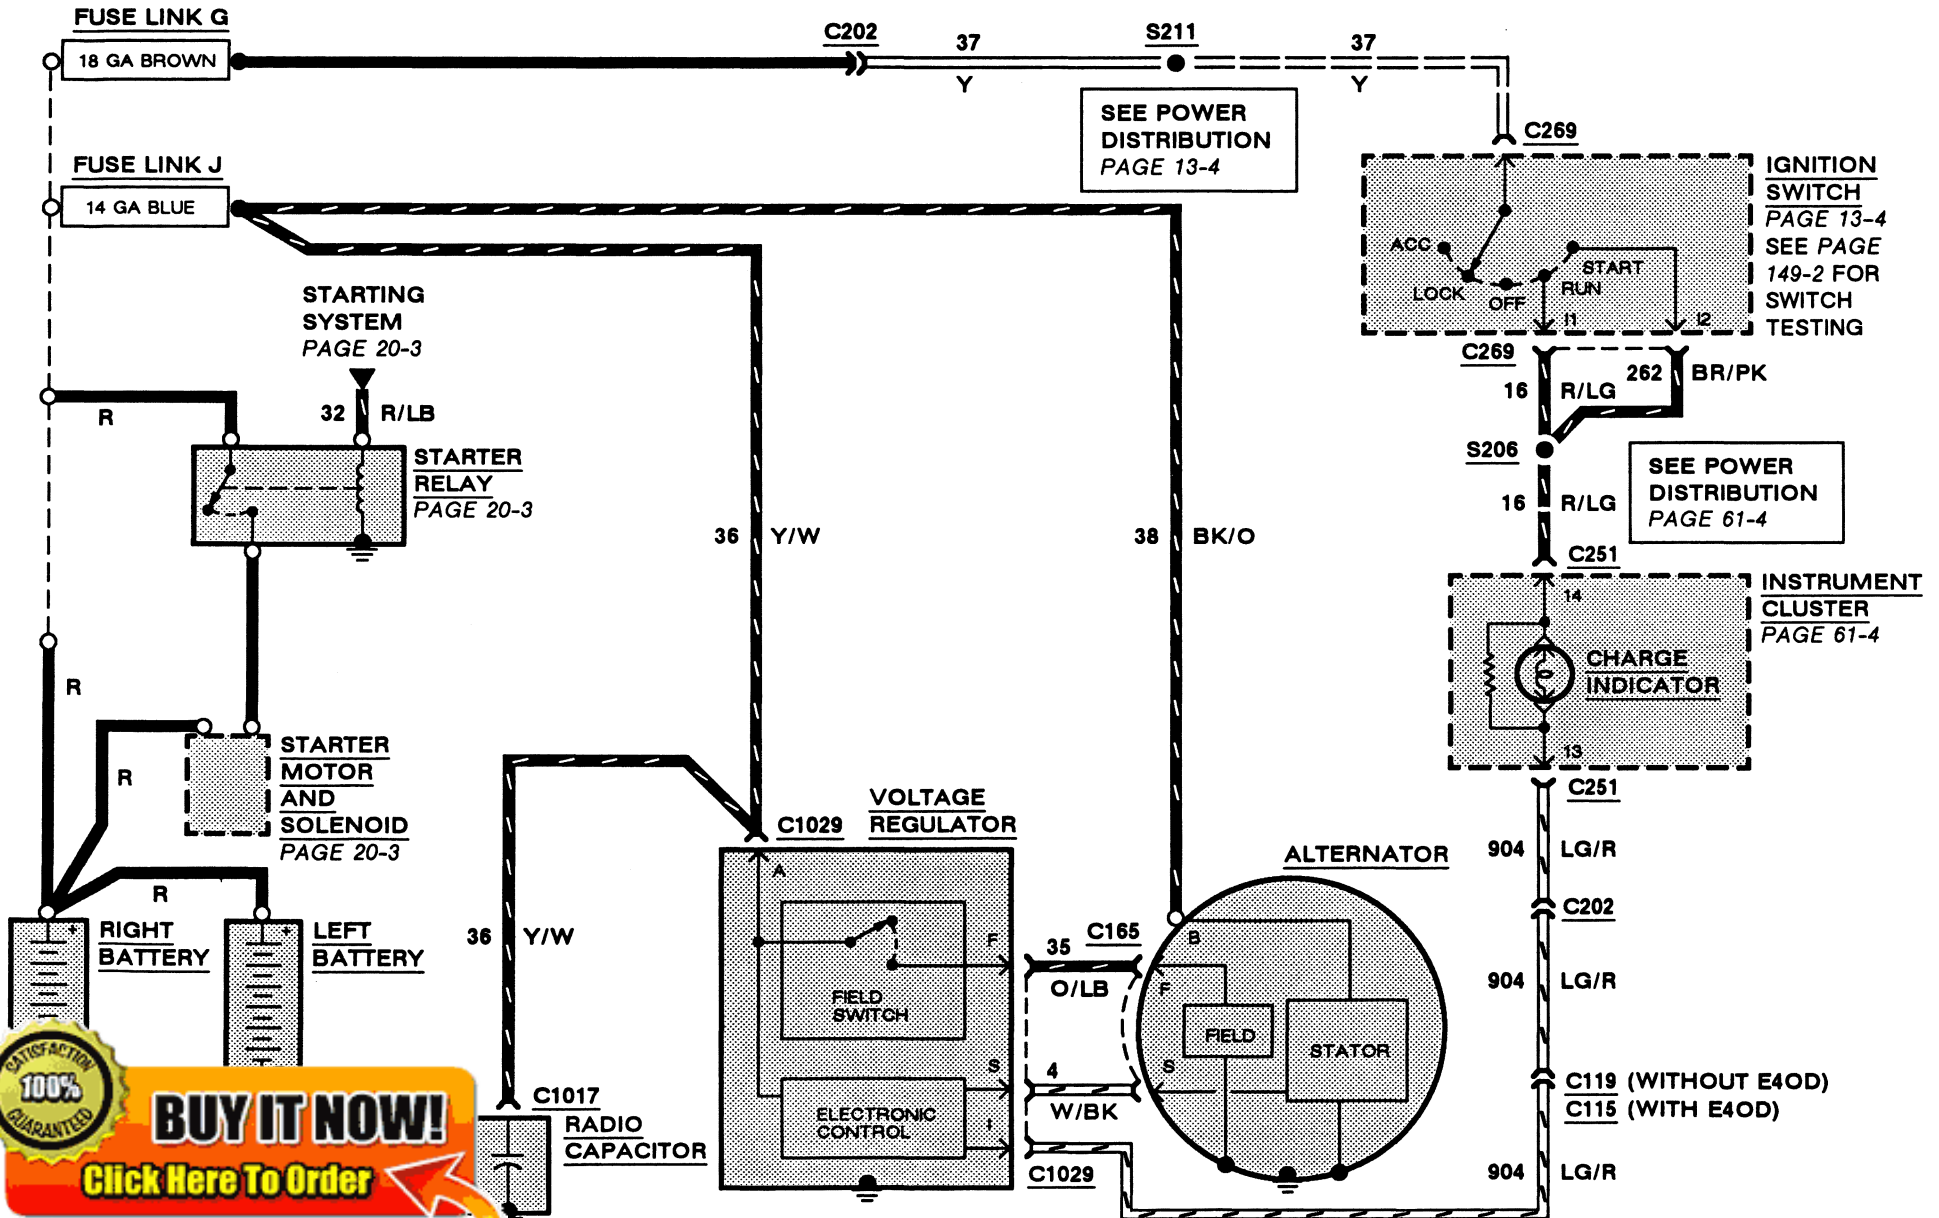 FUSE LINK G
18 GA BROWN
C202
37
Y
S211
37
Y
SEE POWER
DISTRIBUTION
PAGE 13-4
C269
FUSE LINK J
14 GA BLUE
IGNITION
SWITCH
PAGE 13-4
SEE PAGE
149-2 FOR
SWITCH
TESTING
ACC
LOCK
OFF
RUN
START
I1
I2
STARTING
SYSTEM
PAGE 20-3
C269
16
R/LG
262
BR/PK
R
32
R/LB
STARTER
RELAY
PAGE 20-3
S206
SEE POWER
DISTRIBUTION
PAGE 61-4
16
R/LG
36
Y/W
38
BK/O
C251
14
INSTRUMENT
CLUSTER
PAGE 61-4
CHARGE
INDICATOR
13
C251
R
R
STARTER
MOTOR
AND
SOLENOID
PAGE 20-3
R
C1029
VOLTAGE
REGULATOR
ALTERNATOR
904
LG/R
C202
RIGHT
BATTERY
+
LEFT
BATTERY
+
36
Y/W
A
F
FIELD
SWITCH
S
I
ELECTRONIC
CONTROL
35
C165
O/LB
4
W/BK
C1029
B
F
S
FIELD
STATOR
904
LG/R
C119 (WITHOUT E4OD)
C115 (WITH E4OD)
904
LG/R
C1017
RADIO
CAPACITOR
SATISFACTION
100%
GUARANTEED
BUY IT NOW!
Click Here To Order